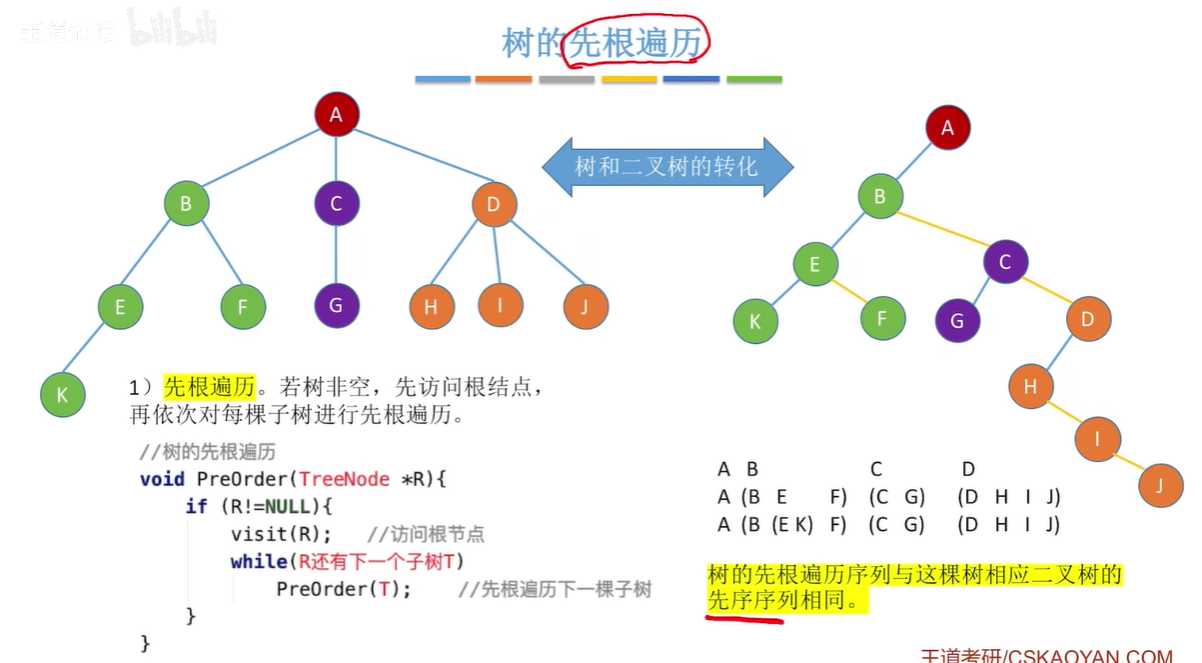 bilibili
树的先根遍历
A
B
C
D
E
F
G
H
I
J
K
树和二叉树的转化
A
B
E
C
K
F
G
D
H
I
J
1）先根遍历。若树非空，先访问根结点，
再依次对每棵子树进行先根遍历。
//树的先根遍历
void PreOrder(TreeNode *R){
if (R!=NULL){
visit(R); //访问根节点
while(R还有下一个子树T)
PreOrder(T); //先根遍历下一棵子树
}
}
A B C D
A (B E F) (C G) (D H I J)
A (B (E K) F) (C G) (D H I J)
树的先根遍历序列与这棵树相应二叉树的
先序序列相同。
王道考研/CSKAOYAN.COM